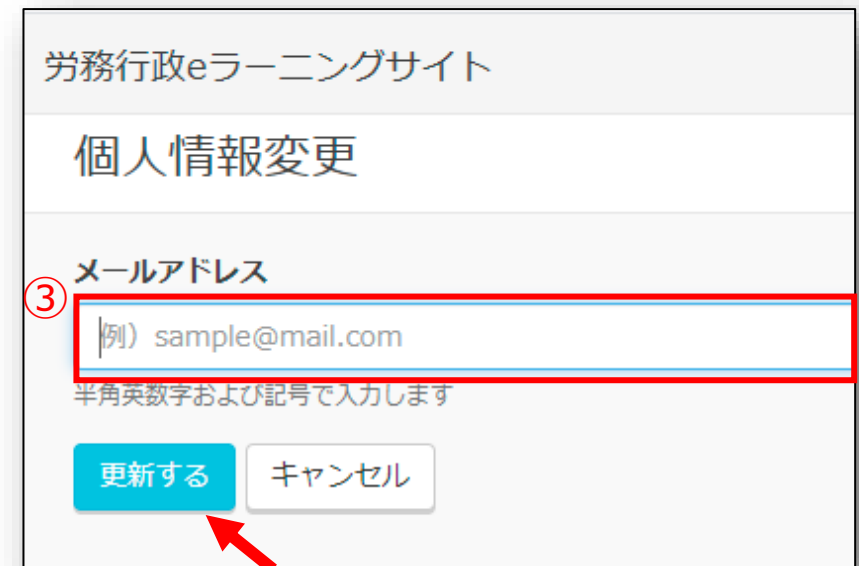 労務行政eラーニングサイト
個人情報変更
メールアドレス
③
例）sample@mail.com
半角英数字および記号で入力します
更新する キャンセル